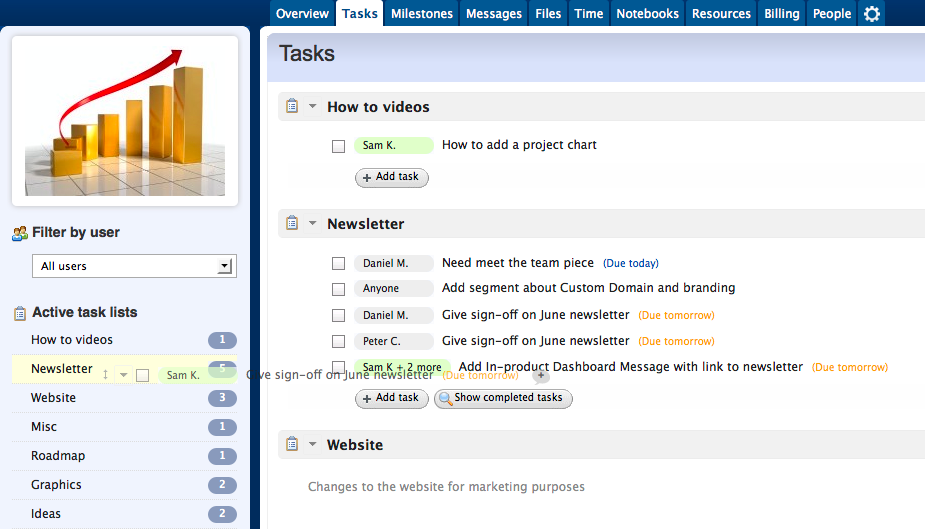 Overview Tasks Milestones Messages Files Time Notebooks Resources Billing People
Tasks
How to videos
Sam K. How to add a project chart
+ Add task
Newsletter
Daniel M. Need meet the team piece (Due today)
Anyone Add segment about Custom Domain and branding
Daniel M. Give sign-off on June newsletter (Due tomorrow)
Peter C. Give sign-off on June newsletter (Due tomorrow)
Sam K + 2 more Add In-product Dashboard Message with link to newsletter (Due tomorrow)
+ Add task Show completed tasks
Website
Changes to the website for marketing purposes
Filter by user
All users
Active task lists
How to videos 1
Newsletter 5
Sam K. Give sign-off on June newsletter (Due tomorrow)
Website 3
Misc 1
Roadmap 1
Graphics 2
Ideas 2